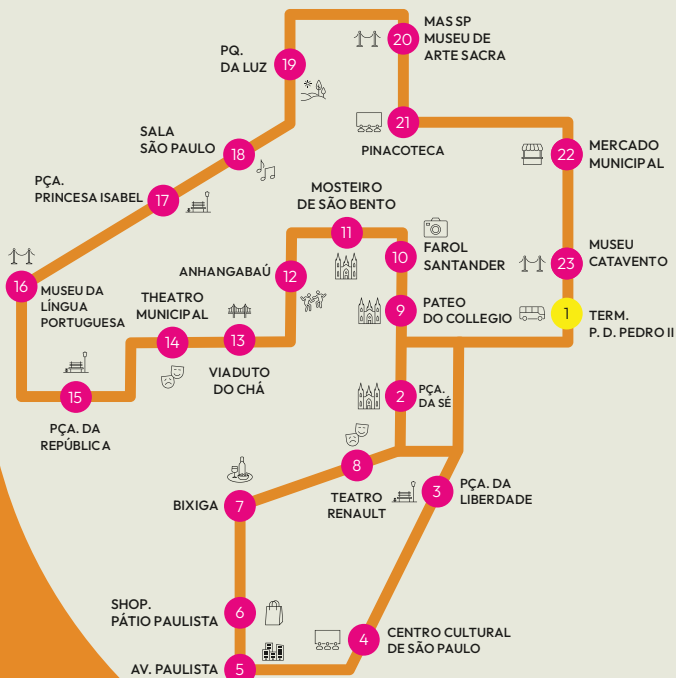 20
MAS SP
MUSEU DE
ARTE SACRA
19
PQ.
DA LUZ
21
PINACOTECA
18
SALA
SÃO PAULO
22
MERCADO
MUNICIPAL
17
PÇA.
PRINCESA ISABEL
11
MOSTEIRO
DE SÃO BENTO
10
FAROL
SANTANDER
23
MUSEU
CATAVENTO
12
ANHANGABAÚ
16
MUSEU DA
LÍNGUA
PORTUGUESA
9
PATEO
DO COLLEGIO
1
TERM.
P. D. PEDRO II
14
THEATRO
MUNICIPAL
13
VIADUTO
DO CHÁ
15
PÇA. DA
REPÚBLICA
2
PÇA.
DA SÉ
8
TEATRO
RENAULT
3
PÇA. DA
LIBERDADE
7
BIXIGA
6
SHOP.
PÁTIO PAULISTA
4
CENTRO CULTURAL
DE SÃO PAULO
5
AV. PAULISTA